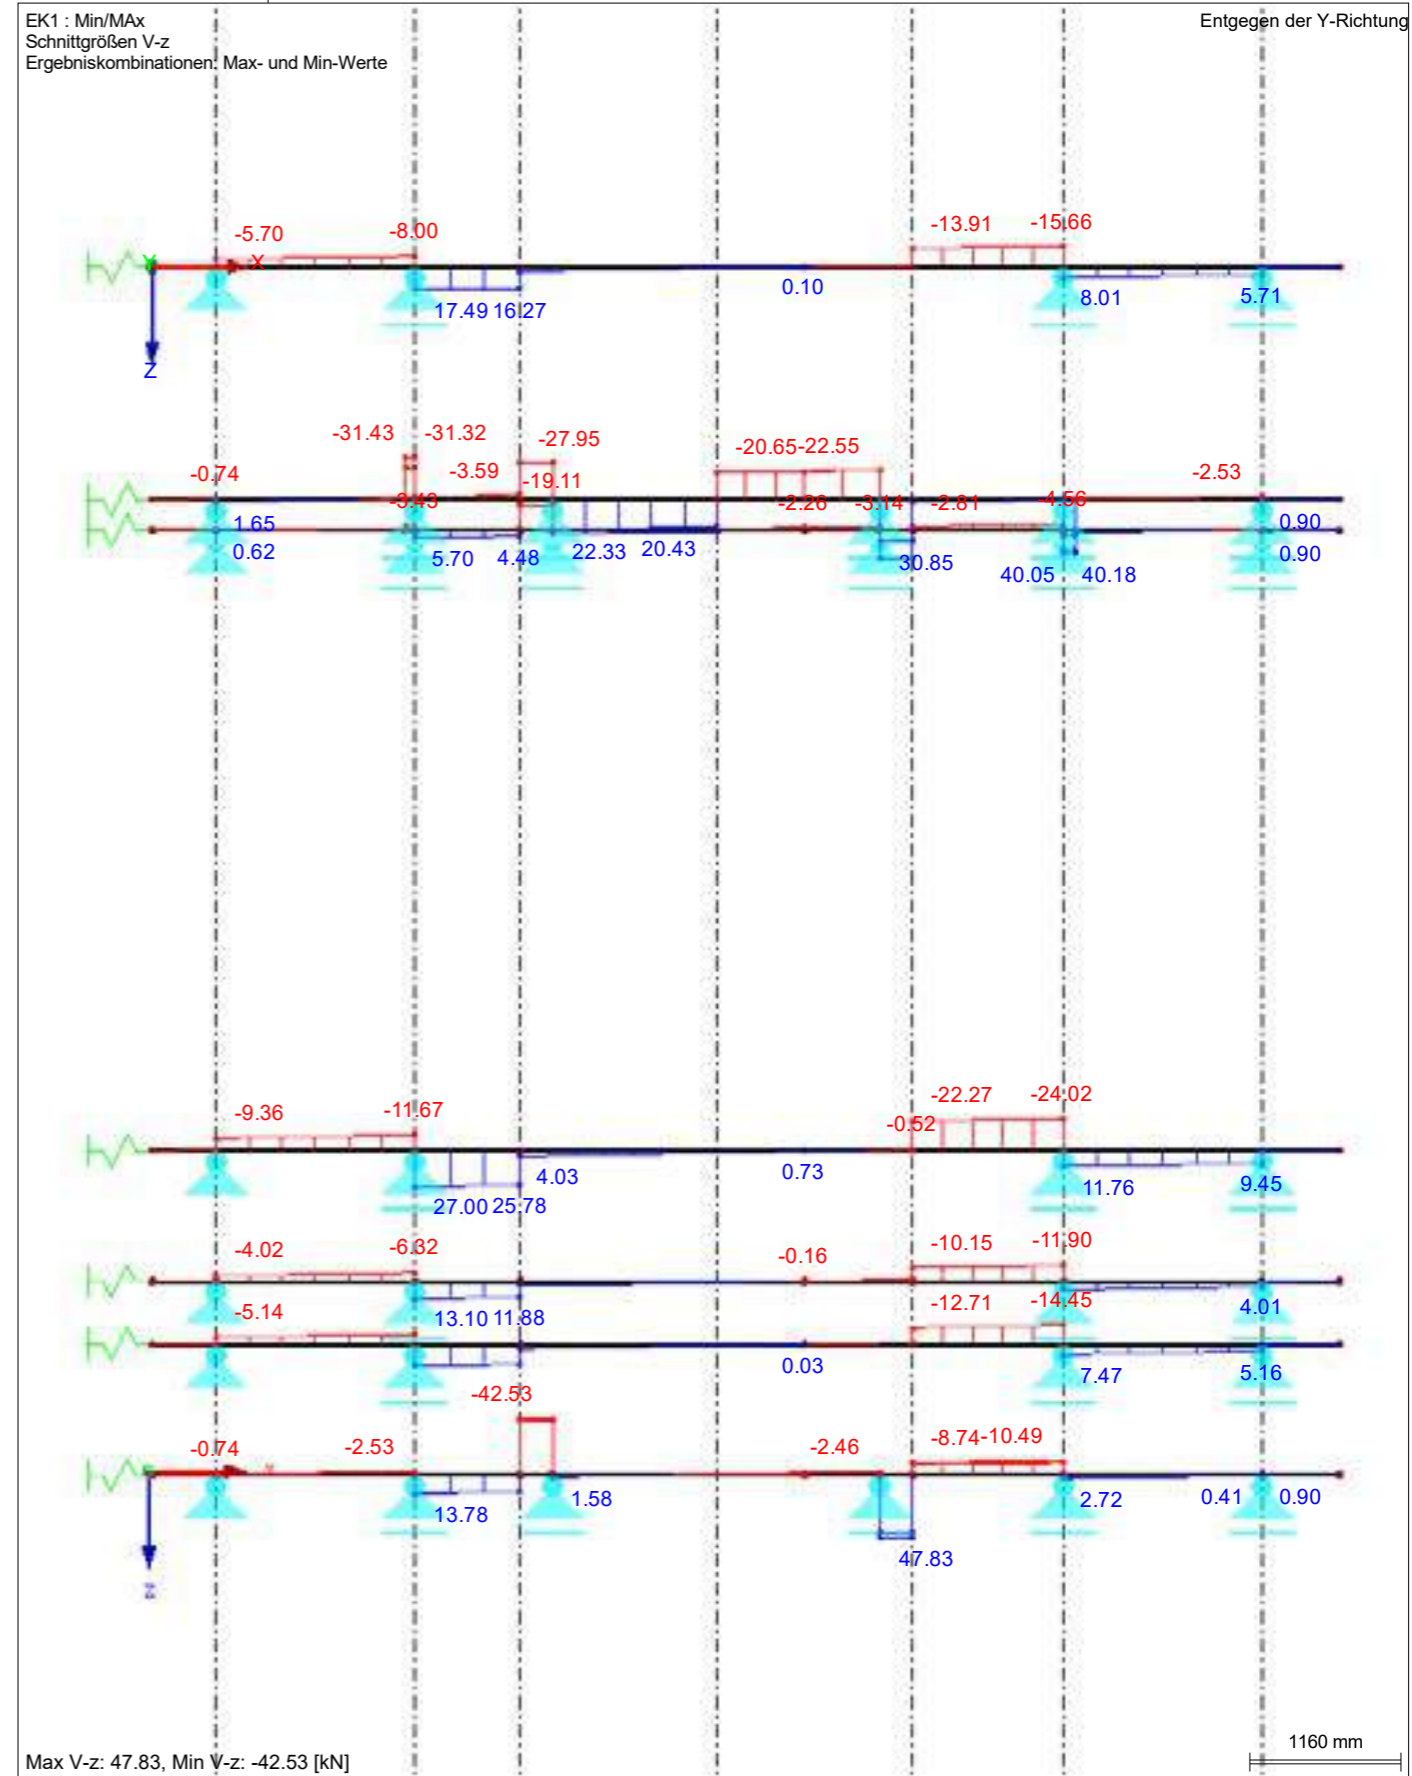 EK1 : Min/MAx
Entgegen der Y-Richtung
Schnittgrößen V-z
Ergebniskombinationen: Max- und Min-Werte
-5.70 -8.00 -13.91 -15.66
Y X
17.49 16.27 0.10 8.01 5.71
Z
-31.43 -31.32 -27.95 -20.65 -22.55
-0.74 -3.59 -19.11 -2.53
-3.43 -2.26 -3.14 -2.81 -4.56
1.65 0.90
0.62 5.70 4.48 22.33 20.43 30.85 0.90
40.05 40.18
-9.36 -11.67 -0.52 -22.27 -24.02
4.03 0.73 11.76 9.45
27.00 25.78
-4.02 -6.32 -0.16 -10.15 -11.90
-5.14 13.10 11.88 -12.71 -14.45 4.01
0.03 7.47 5.16
-42.53
-0.74 -2.53 -2.46 -8.74 -10.49
13.78 1.58 2.72 0.41 0.90
47.83
z
1160 mm
Max V-z: 47.83, Min V-z: -42.53 [kN]